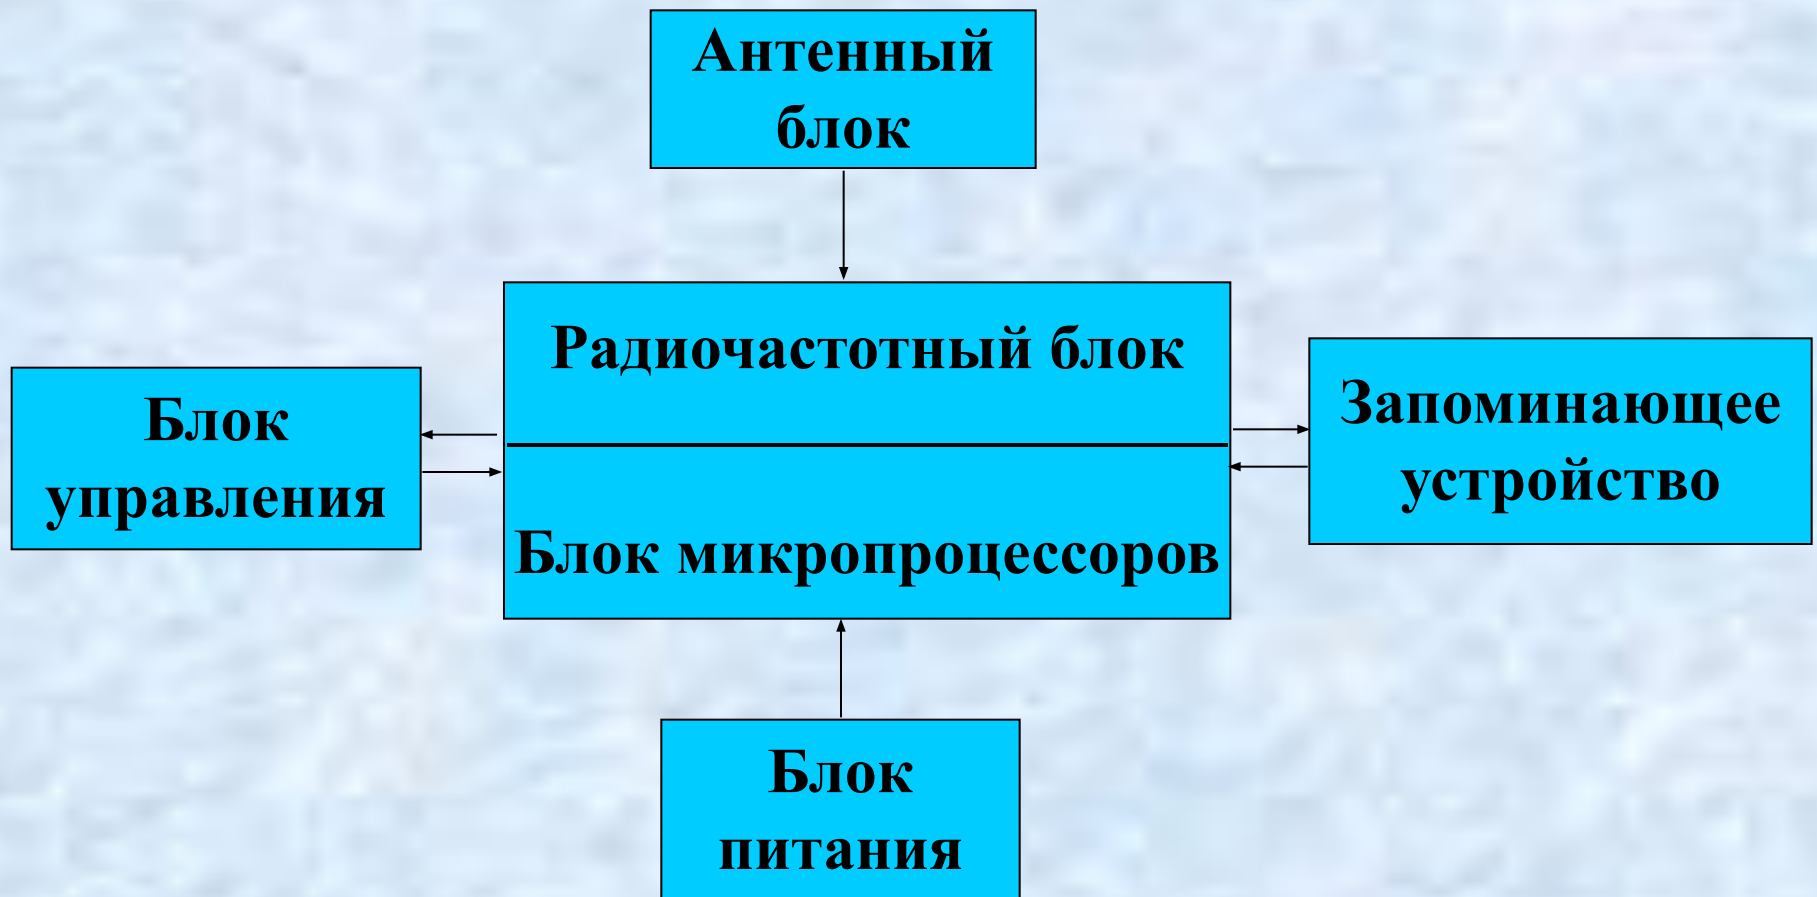 Антенный
блок
Радиочастотный блок
Блок
управления
Запоминающее
устройство
Блок микропроцессоров
Блок
питания